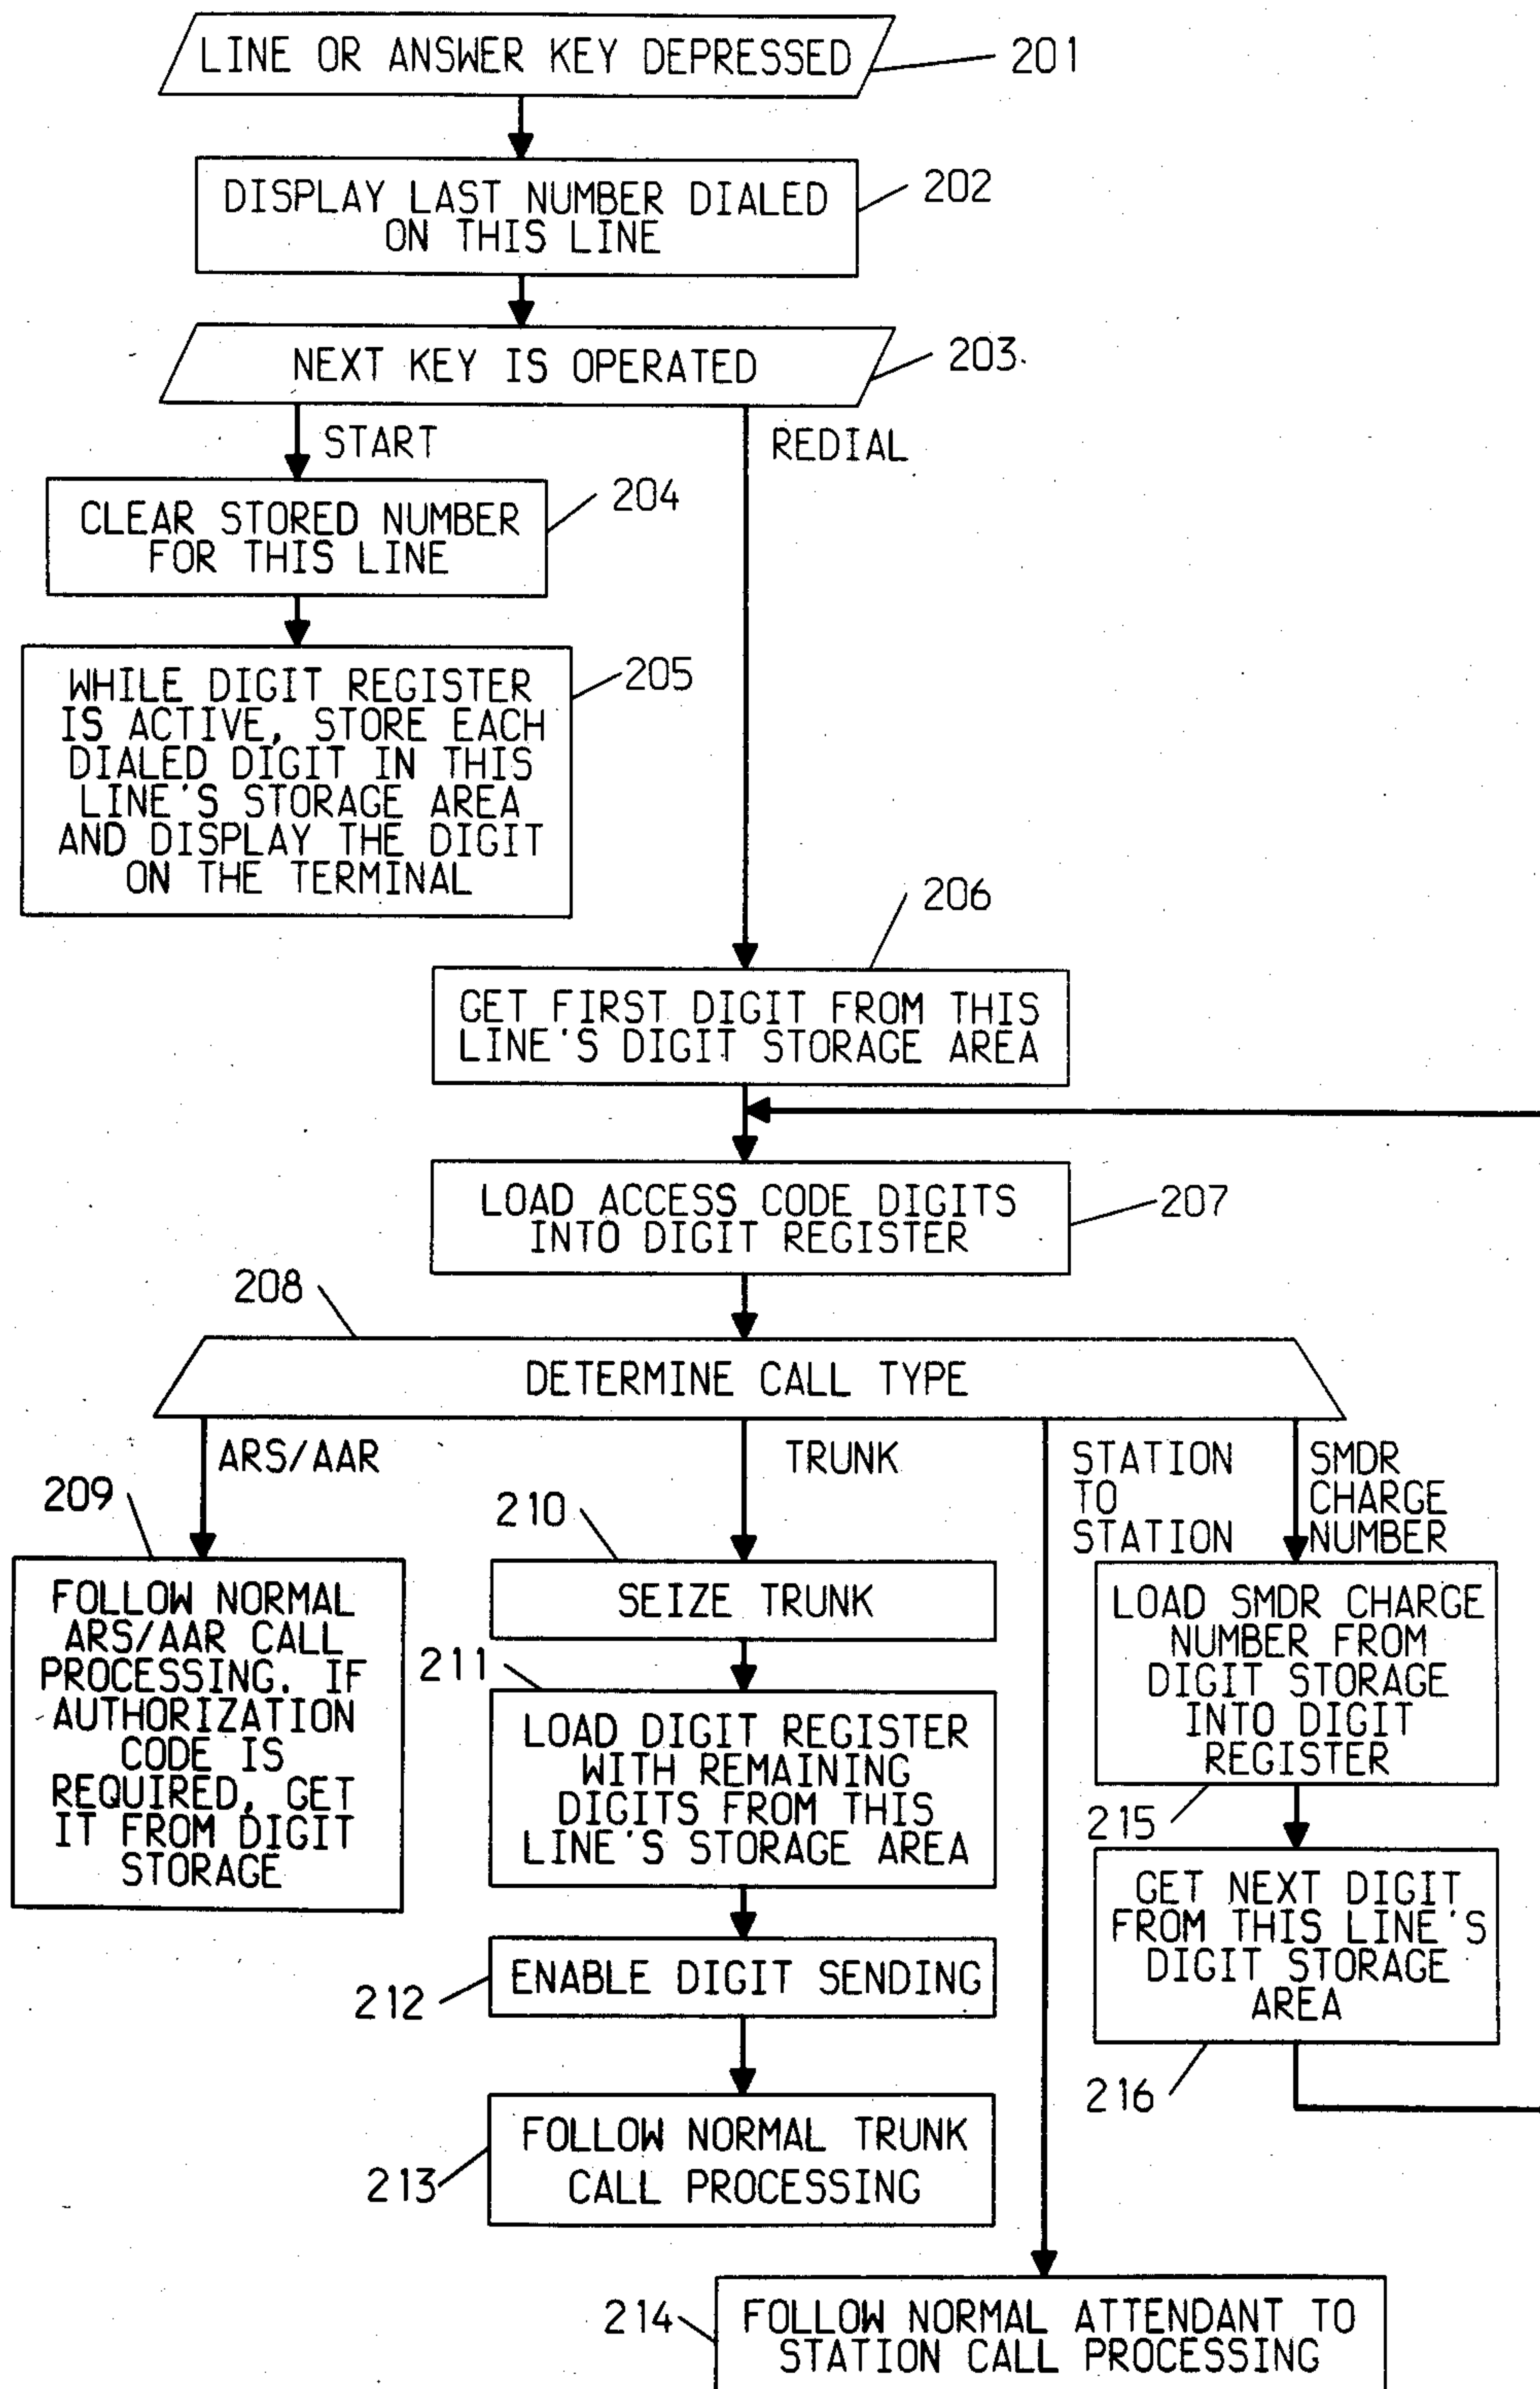 LINE OR ANSWER KEY DEPRESSED
201
DISPLAY LAST NUMBER DIALED
ON THIS LINE
202
NEXT KEY IS OPERATED
203
START
REDIAL
CLEAR STORED NUMBER
FOR THIS LINE
204
WHILE DIGIT REGISTER
IS ACTIVE, STORE EACH
DIALED DIGIT IN THIS
LINE'S STORAGE AREA
AND DISPLAY THE DIGIT
ON THE TERMINAL
205
206
GET FIRST DIGIT FROM THIS
LINE'S DIGIT STORAGE AREA
LOAD ACCESS CODE DIGITS
INTO DIGIT REGISTER
207
208
DETERMINE CALL TYPE
ARS/AAR
TRUNK
STATION
TO
STATION
SMDR
CHARGE
NUMBER
209
FOLLOW NORMAL
ARS/AAR CALL
PROCESSING. IF
AUTHORIZATION
CODE IS
REQUIRED, GET
IT FROM DIGIT
STORAGE
210
SEIZE TRUNK
211
LOAD DIGIT REGISTER
WITH REMAINING
DIGITS FROM THIS
LINE'S STORAGE AREA
212
ENABLE DIGIT SENDING
213
FOLLOW NORMAL TRUNK
CALL PROCESSING
LOAD SMDR CHARGE
NUMBER FROM
DIGIT STORAGE
INTO DIGIT
REGISTER
215
GET NEXT DIGIT
FROM THIS LINE'S
DIGIT STORAGE
AREA
216
214
FOLLOW NORMAL ATTENDANT TO
STATION CALL PROCESSING